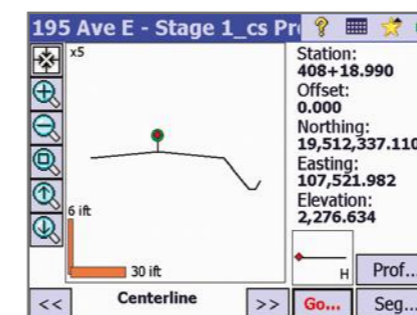 195 Ave E - Stage 1_cs Pr
x5
Station:
408+18.990
Offset:
0.000
Northing:
19,512,337.110
Easting:
107,521.982
Elevation:
2,276.634
6 ift
30 ift
H
Prof...
<<
Centerline
>>
Go...
Seg...